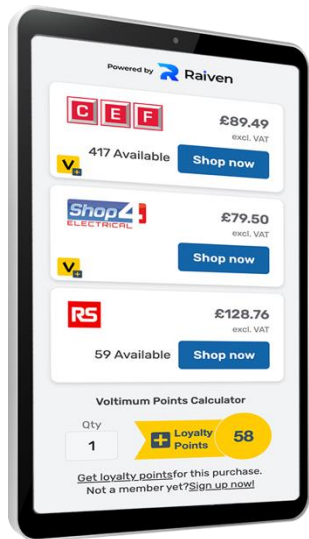 Powered by Raiven
CEF
£89.49
excl. VAT
417 Available Shop now
V+
Shop4
ELECTRICAL
£79.50
excl. VAT
Shop now
V+
RS
£128.76
excl. VAT
59 Available Shop now
Voltimum Points Calculator
Qty
1
Loyalty
Points
58
Get loyalty pointsfor this purchase.
Not a member yet?Sign up now!